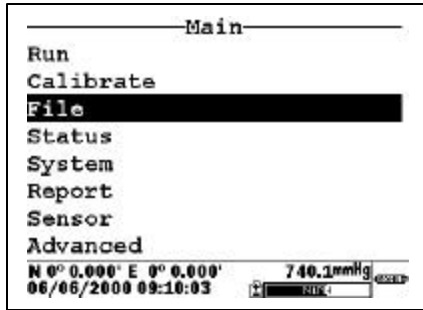 Main
Run
Calibrate
File
Status
System
Report
Sensor
Advanced
N 0° 0.000' E 0° 0.000' 740.1mmHg
06/06/2000 09:10:03